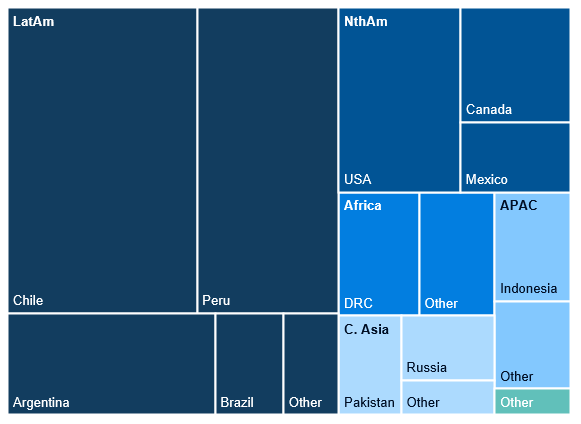 LatAm
Chile
Peru
Argentina
Brazil
Other
NthAm
USA
Canada
Mexico
Africa
DRC
Other
APAC
Indonesia
Other
C. Asia
Pakistan
Russia
Other
Other